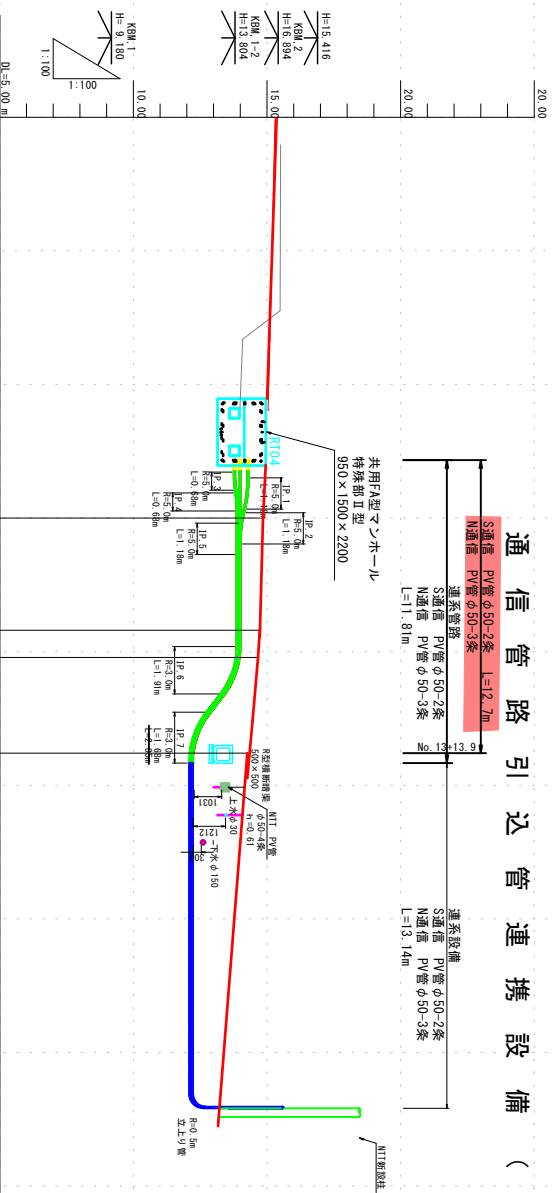 通信管路引込管連携設備（
S通信 PV管φ50-2条 L=12.7m
N通信 PV管φ50-3条
連系管路
S通信 PV管φ50-2条
N通信 PV管φ50-3条
L=11.81m
連系設備
S通信 PV管φ50-2条
N通信 PV管φ50-3条
L=13.14m
No.13+13.9
20.00
20.00
15.00
10.00
DL=5.00 m
H=15.416
KBM.2
H=16.894
KBM.1-2
H=13.804
KBM.1
H= 9.180
1:100
1:100
共用FA型マンホール
特殊部Ⅱ型
950×1500×2200
RT04
IP.1
R=5.0m
IP.2
R=5.0m
L=1.18m
IP.3
R=5.0m
L=0.68m
IP.4
R=5.0m
L=0.68m
IP.5
R=5.0m
L=1.18m
IP.6
R=3.0m
L=1.91m
IP.7
R=3.0m
L=1.68m
R型横断暗渠
500×500
NTT PV管
φ50-4条
h=0.61
上水φ30
1031
1212
下水φ150
R=0.5m
立上り管
NTT新設柱